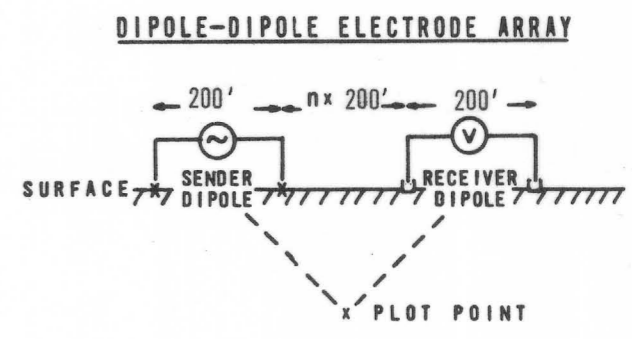 DIPOLE-DIPOLE ELECTRODE ARRAY
200' n x 200' 200'
~ V
SURFACE SENDER DIPOLE RECEIVER DIPOLE
x PLOT POINT